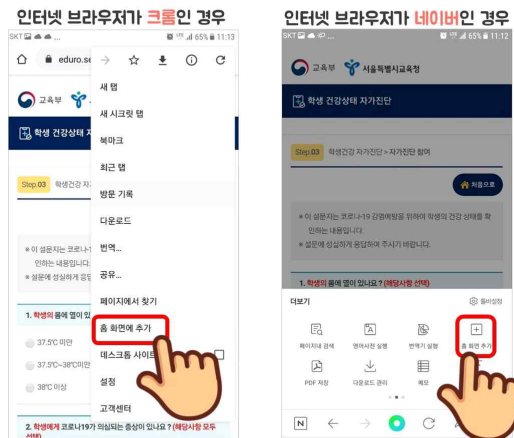 인터넷 브라우저가 크롬인 경우
SKT
65% 11:13
eduro.se
교육부
학생 건강상태
Step.03 학생건강 자
새 탭
새 시크릿 탭
북마크
최근 탭
방문 기록
다운로드
번역...
공유...
페이지에서 찾기
홈 화면에 추가
데스크톱 사이트
설정
고객센터
※ 이 설문지는 코로나-1
인하는 내용입니다.
※ 설문에 성실하게 응답
1. 학생의 몸에 열이 있
37.5℃ 미만
37.5℃~38℃미만
38℃ 이상
2. 학생에게 코로나19가 의심되는 증상이 있나요 ? (해당사항 모두
선택)
인터넷 브라우저가 네이버인 경우
SKT
65% 11:12
교육부 서울특별시교육청
학생 건강상태 자가진단
Step.03 학생건강 자가진단 > 자가진단 참여
처음으로
※ 이 설문지는 코로나-19 감염예방을 위하여 학생의 건강 상태를 확
인하는 내용입니다.
※ 설문에 성실하게 응답하여 주시기 바랍니다.
1. 학생의 몸에 열이 있나요 ? (해당사항 선택)
더보기 툴바설정
페이지내 검색 영어사전 실행 번역기 실행 홈 화면 추가
PDF 저장 다운로드 관리 메모
N